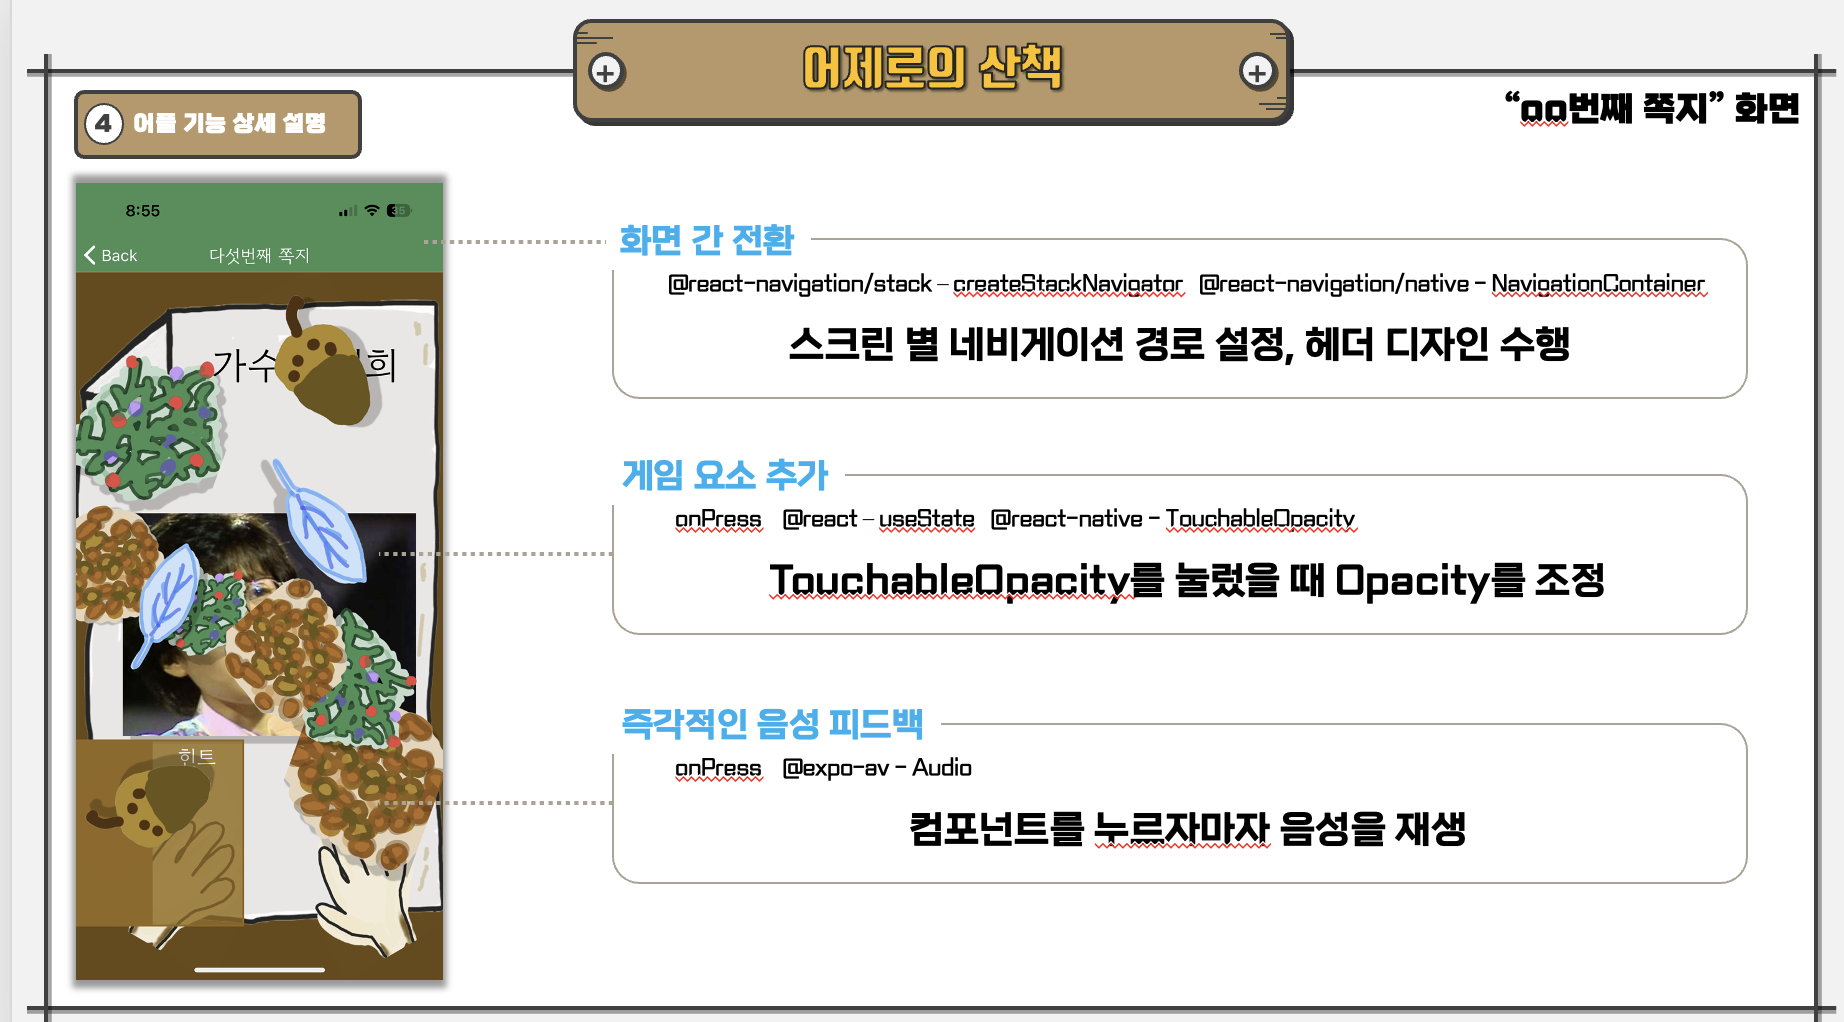 어제로의 산책
4 어플 기능 상세 설명
“oo번째 쪽지” 화면
8:55
35
Back 다섯번째 쪽지
가수 희
힌트
화면 간 전환
@react-navigation/stack – createStackNavigator @react-navigation/native - NavigationContainer
스크린 별 네비게이션 경로 설정, 헤더 디자인 수행
게임 요소 추가
onPress @react – useState @react-native - TouchableOpacity
TouchableOpacity를 눌렀을 때 Opacity를 조정
즉각적인 음성 피드백
onPress @expo-av - Audio
컴포넌트를 누르자마자 음성을 재생